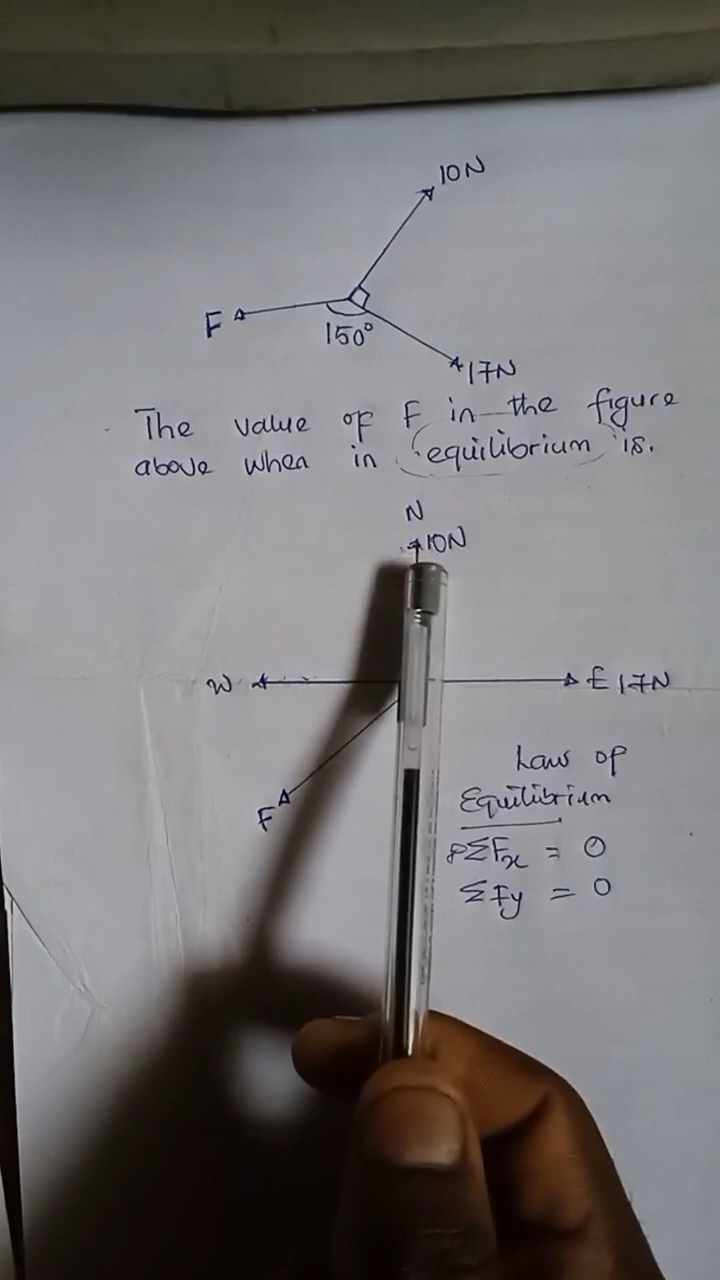 10N
F
150°
17N
The value of F in the figure
above when in equilibrium is.
N
10N
W
E 17N
F
Law of
Equilibrium
ΣFx = 0
ΣFy = 0